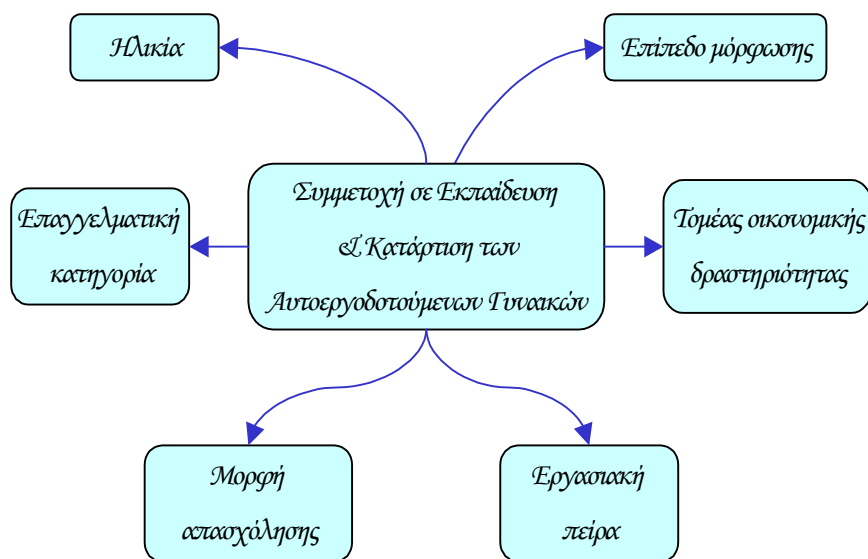 Ηλικία
Επίπεδο μόρφωσης
Συμμετοχή σε Εκπαίδευση
& Κατάρτιση των
Αυτοεργοδοτούμενων Γυναικών
Επαγγελματική
κατηγορία
Τομέας οικονομικής
δραστηριότητας
Μορφή
απασχόλησης
Εργασιακή
πείρα